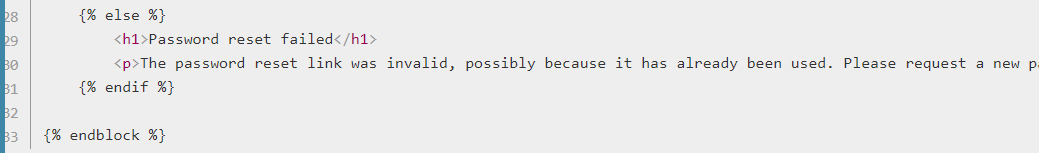 28 {% else %}
29 <h1>Password reset failed</h1>
30 <p>The password reset link was invalid, possibly because it has already been used. Please request a new
31 {% endif %}
32
33 {% endblock %}